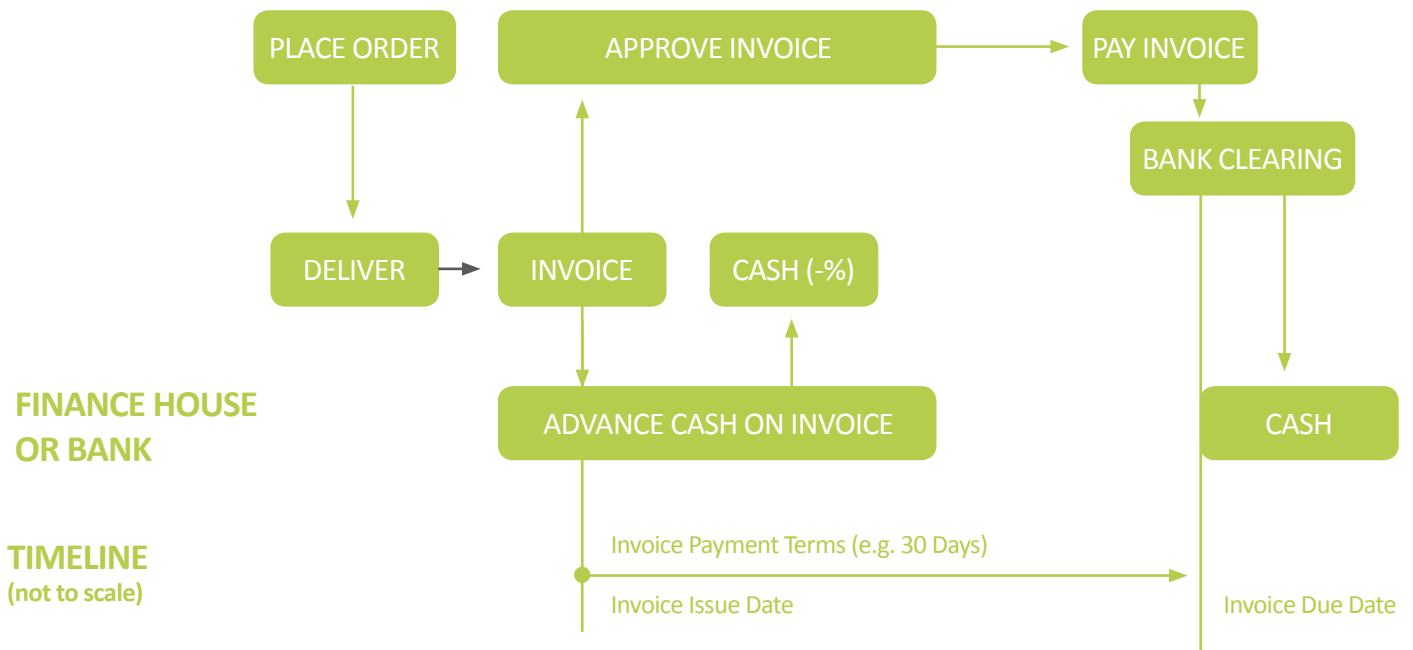 PLACE ORDER
APPROVE INVOICE
PAY INVOICE
BANK CLEARING
DELIVER
INVOICE
CASH (-%)
FINANCE HOUSE
OR BANK
ADVANCE CASH ON INVOICE
CASH
TIMELINE
(not to scale)
Invoice Payment Terms (e.g. 30 Days)
Invoice Issue Date
Invoice Due Date